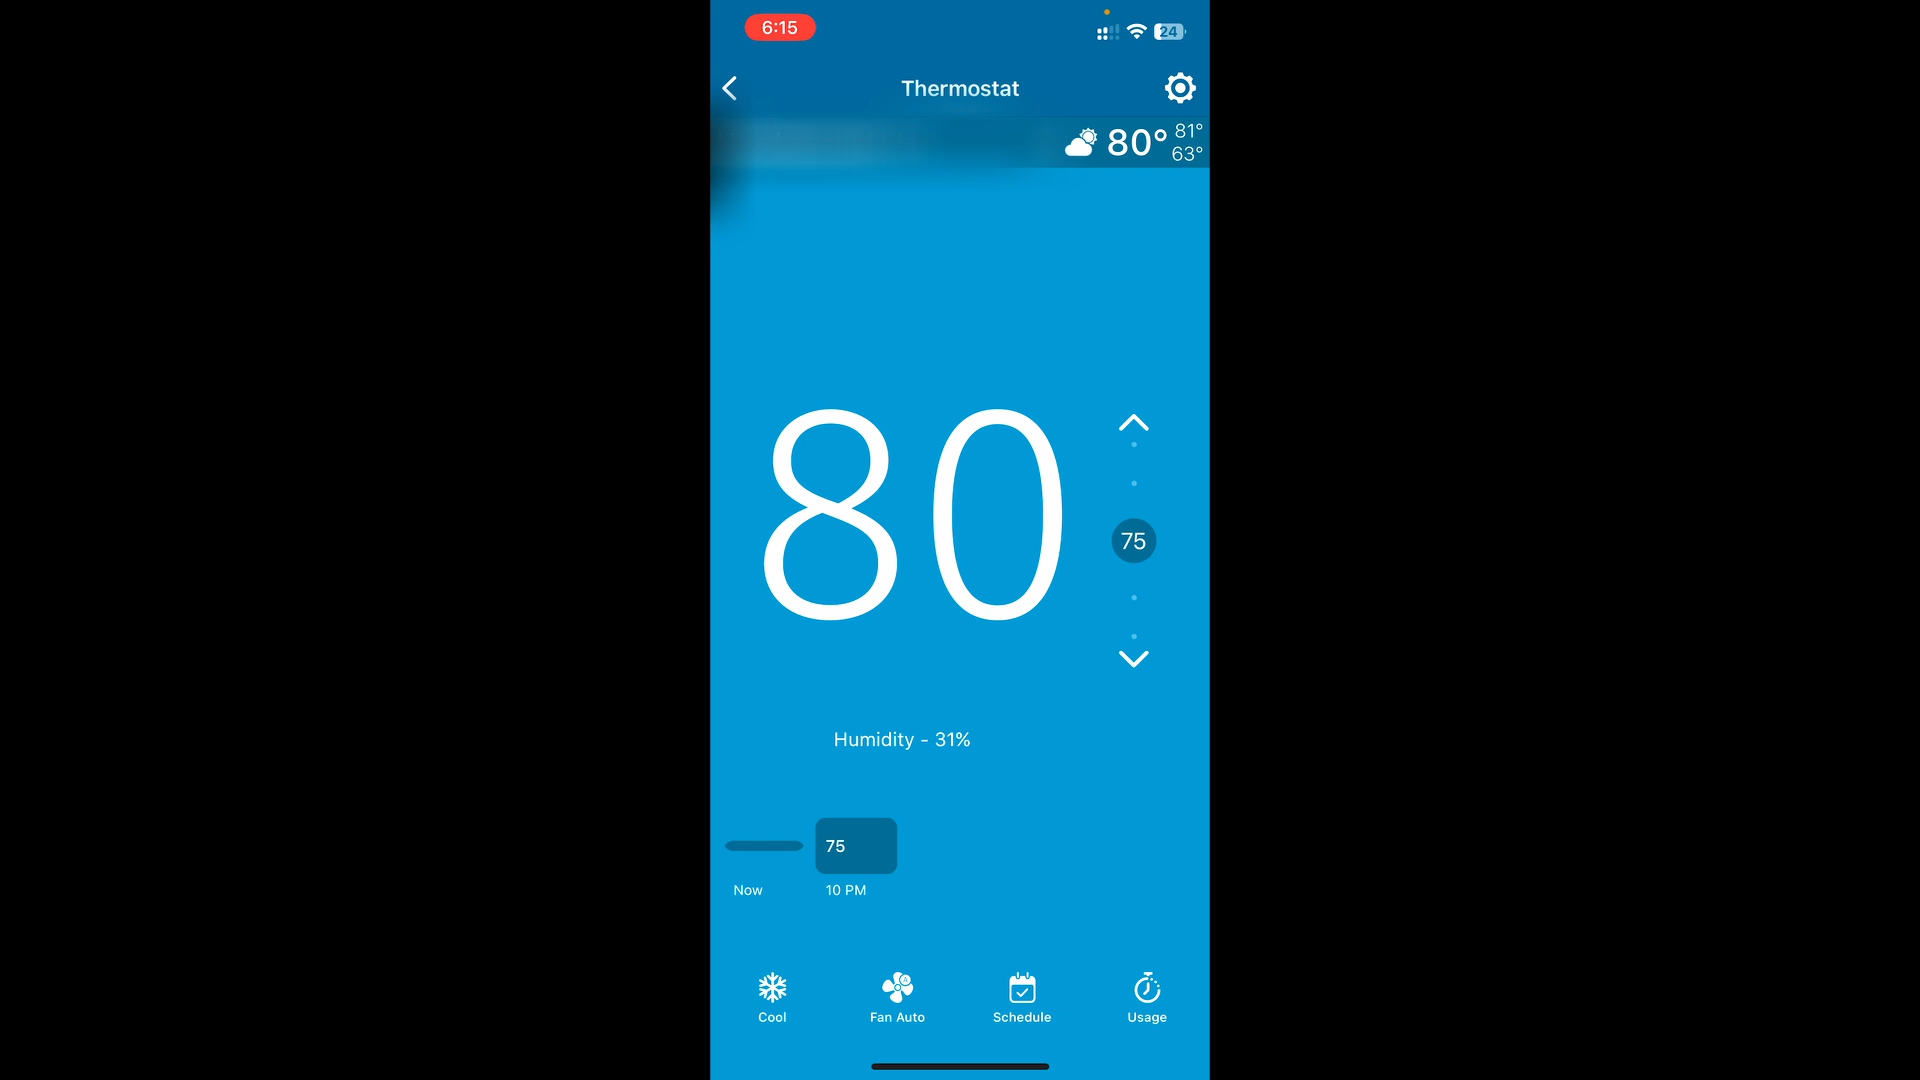 6:15
24
Thermostat
80° 81°
63°
80
75
Humidity - 31%
75
Now 10 PM
Cool Fan Auto Schedule Usage